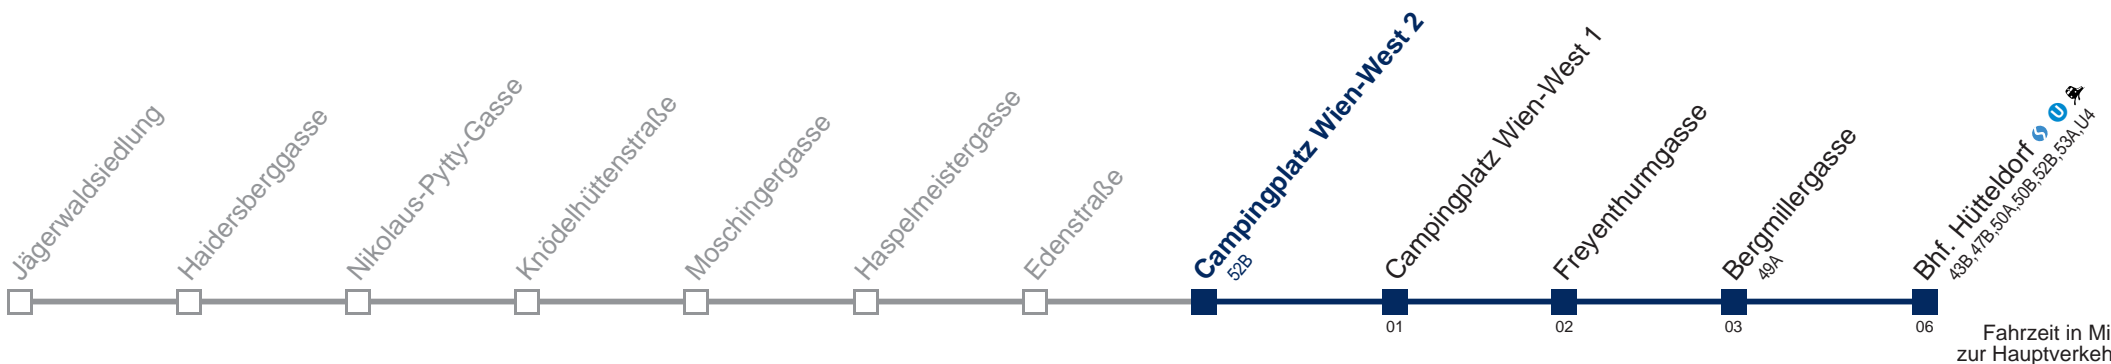 Jägerwaldsiedlung
Haidersberggasse
Nikolaus-Pytty-Gasse
Knödelhüttenstraße
Moschingergasse
Haspelmeistergasse
Edenstraße
Campingplatz Wien-West 2
52B
Campingplatz Wien-West 1
Freyenthurmgasse
Bergmillergasse
49A
Bhf. Hütteldorf S U
43B,47B,50A,50B,52B,53A,U4
01
02
03
06
Fahrzeit in Mi
zur Hauptverkeh